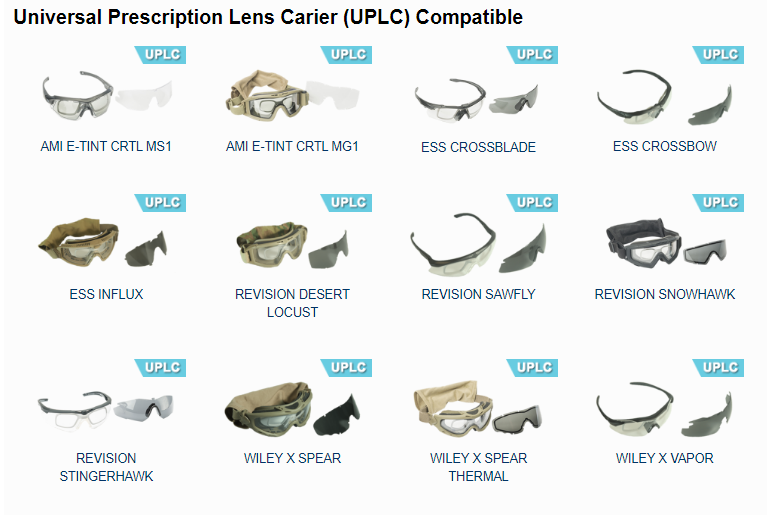 Universal Prescription Lens Carier (UPLC) Compatible
UPLC UPLC UPLC UPLC
AMI E-TINT CRTL MS1 AMI E-TINT CRTL MG1 ESS CROSSBLADE ESS CROSSBOW
UPLC UPLC UPLC UPLC
ESS INFLUX REVISION DESERT REVISION SAWFLY REVISION SNOWHAWK
LOCUST
UPLC UPLC UPLC UPLC
REVISION WILEY X SPEAR WILEY X SPEAR WILEY X VAPOR
STINGERHAWK THERMAL